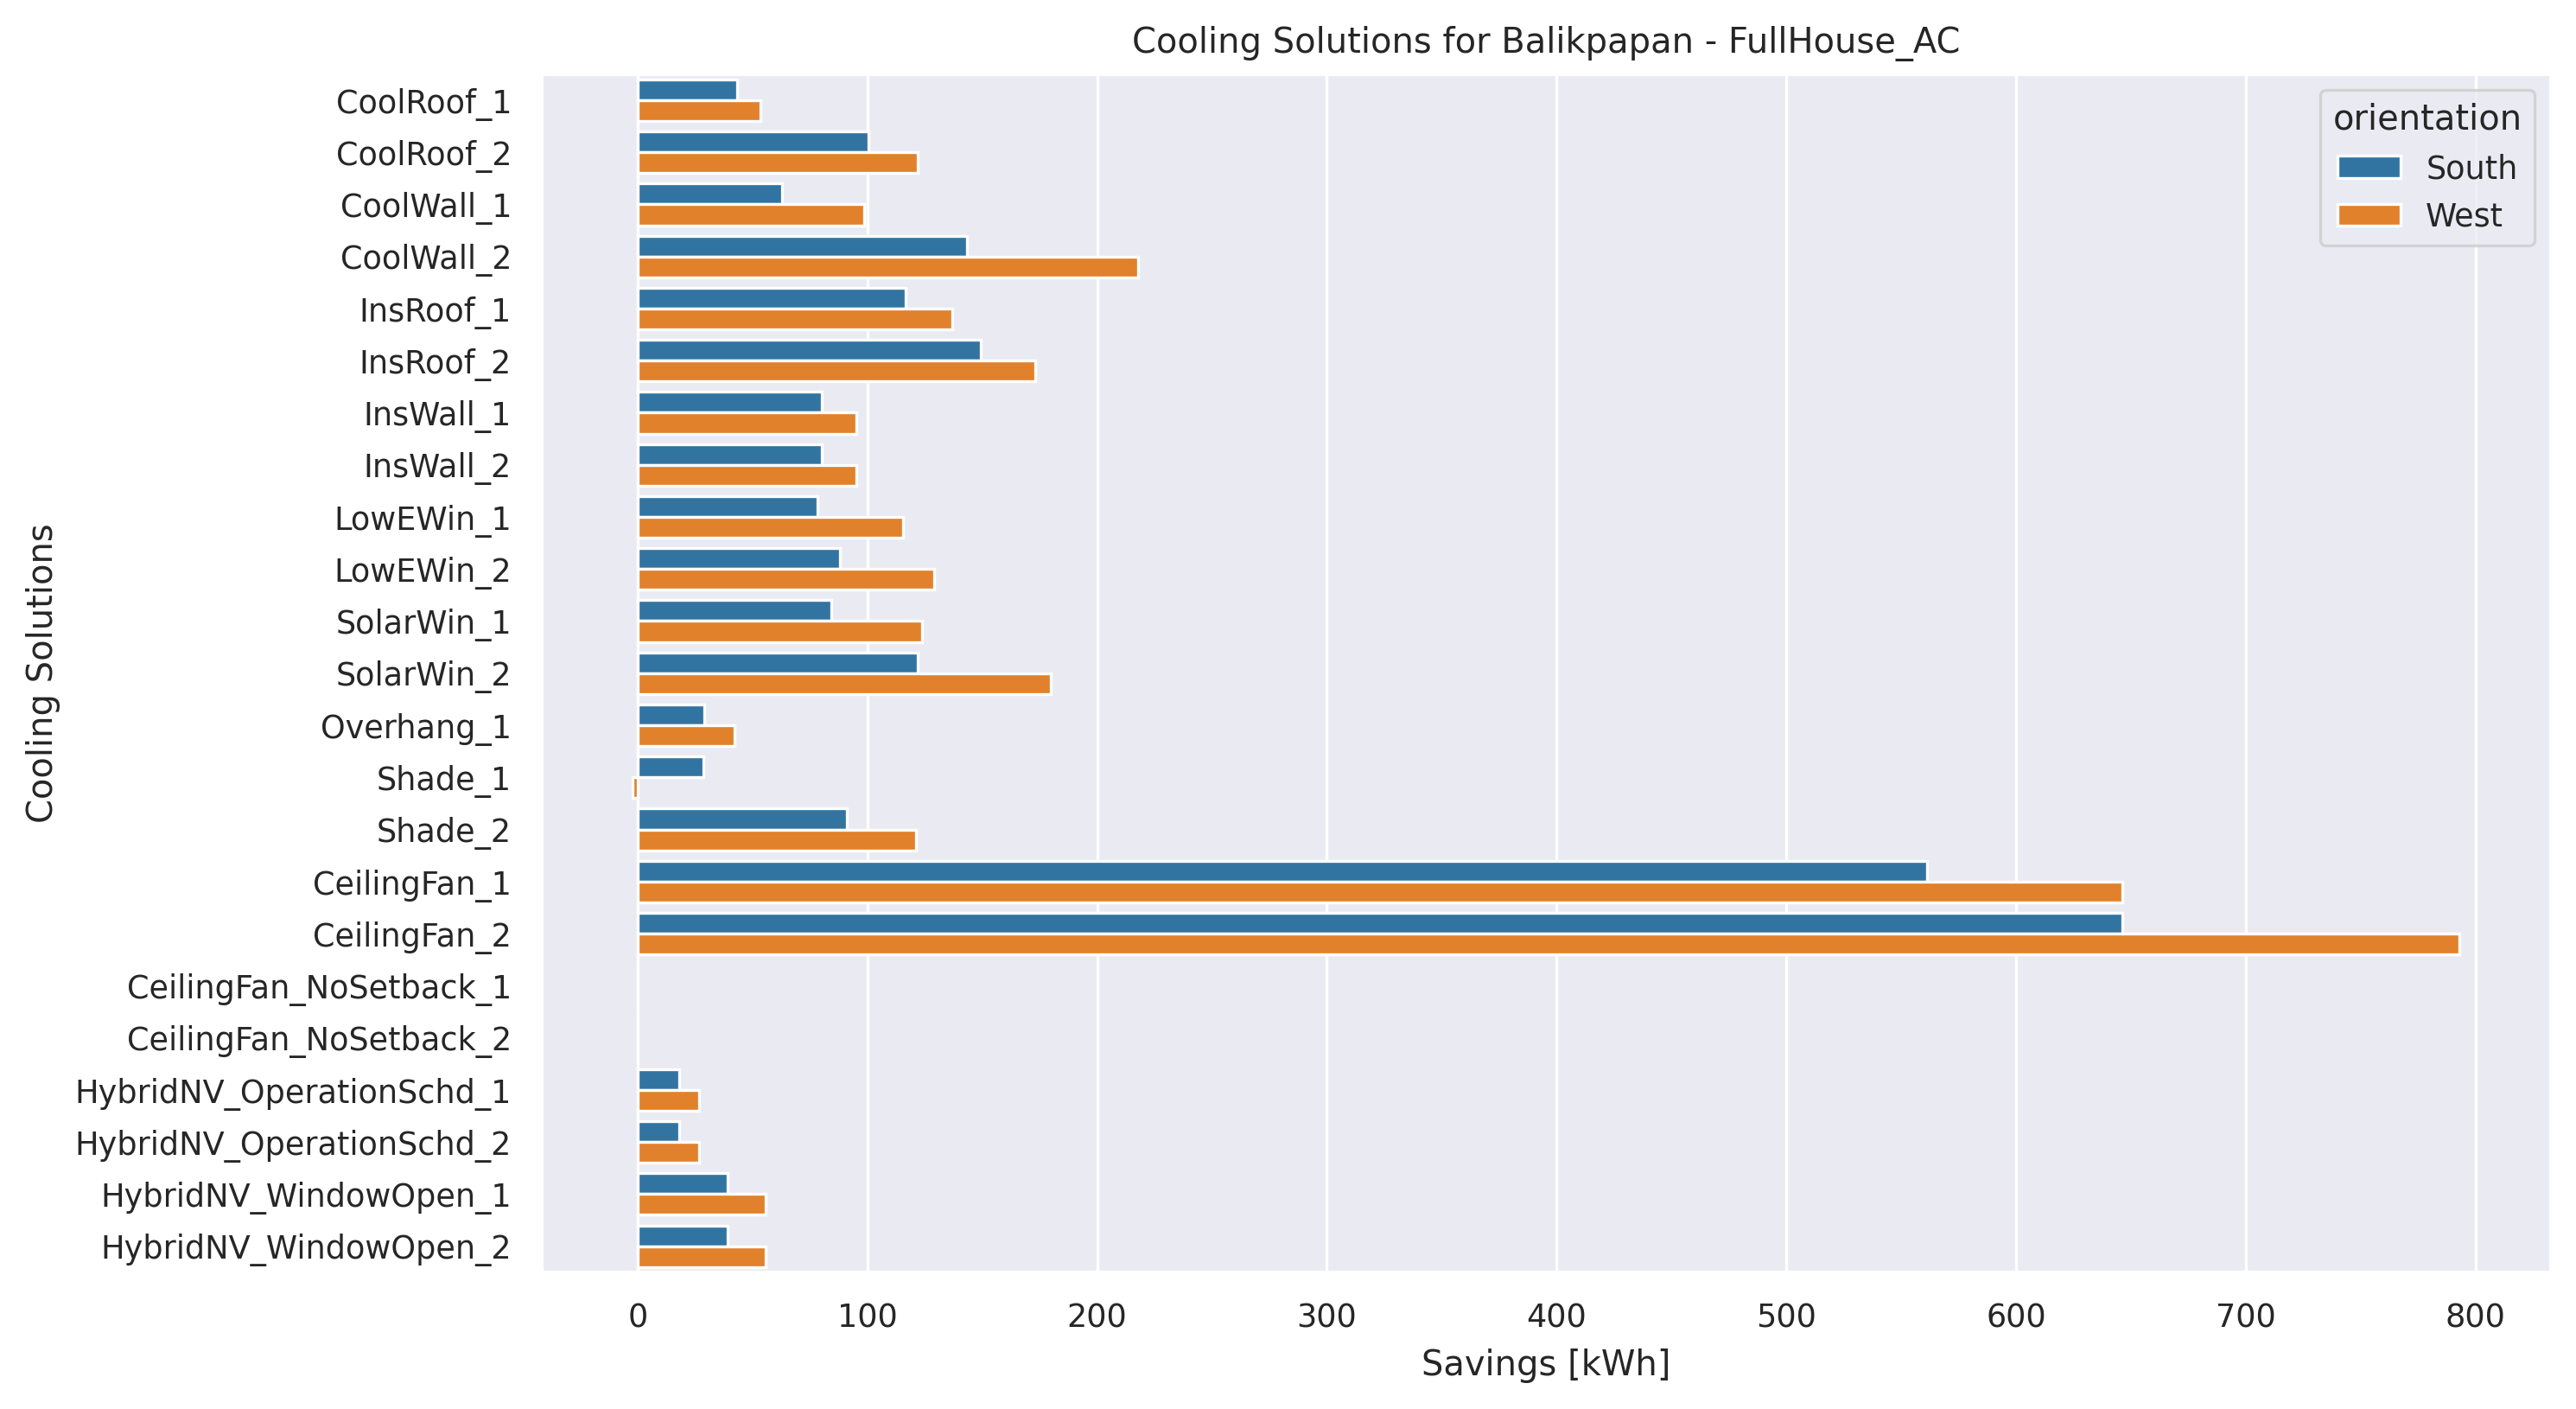 Cooling Solutions for Balikpapan - FullHouse_AC
orientation
South
West
Cooling Solutions
CoolRoof_1
CoolRoof_2
CoolWall_1
CoolWall_2
InsRoof_1
InsRoof_2
InsWall_1
InsWall_2
LowEWin_1
LowEWin_2
SolarWin_1
SolarWin_2
Overhang_1
Shade_1
Shade_2
CeilingFan_1
CeilingFan_2
CeilingFan_NoSetback_1
CeilingFan_NoSetback_2
HybridNV_OperationSchd_1
HybridNV_OperationSchd_2
HybridNV_WindowOpen_1
HybridNV_WindowOpen_2
0 100 200 300 400 500 600 700 800
Savings [kWh]